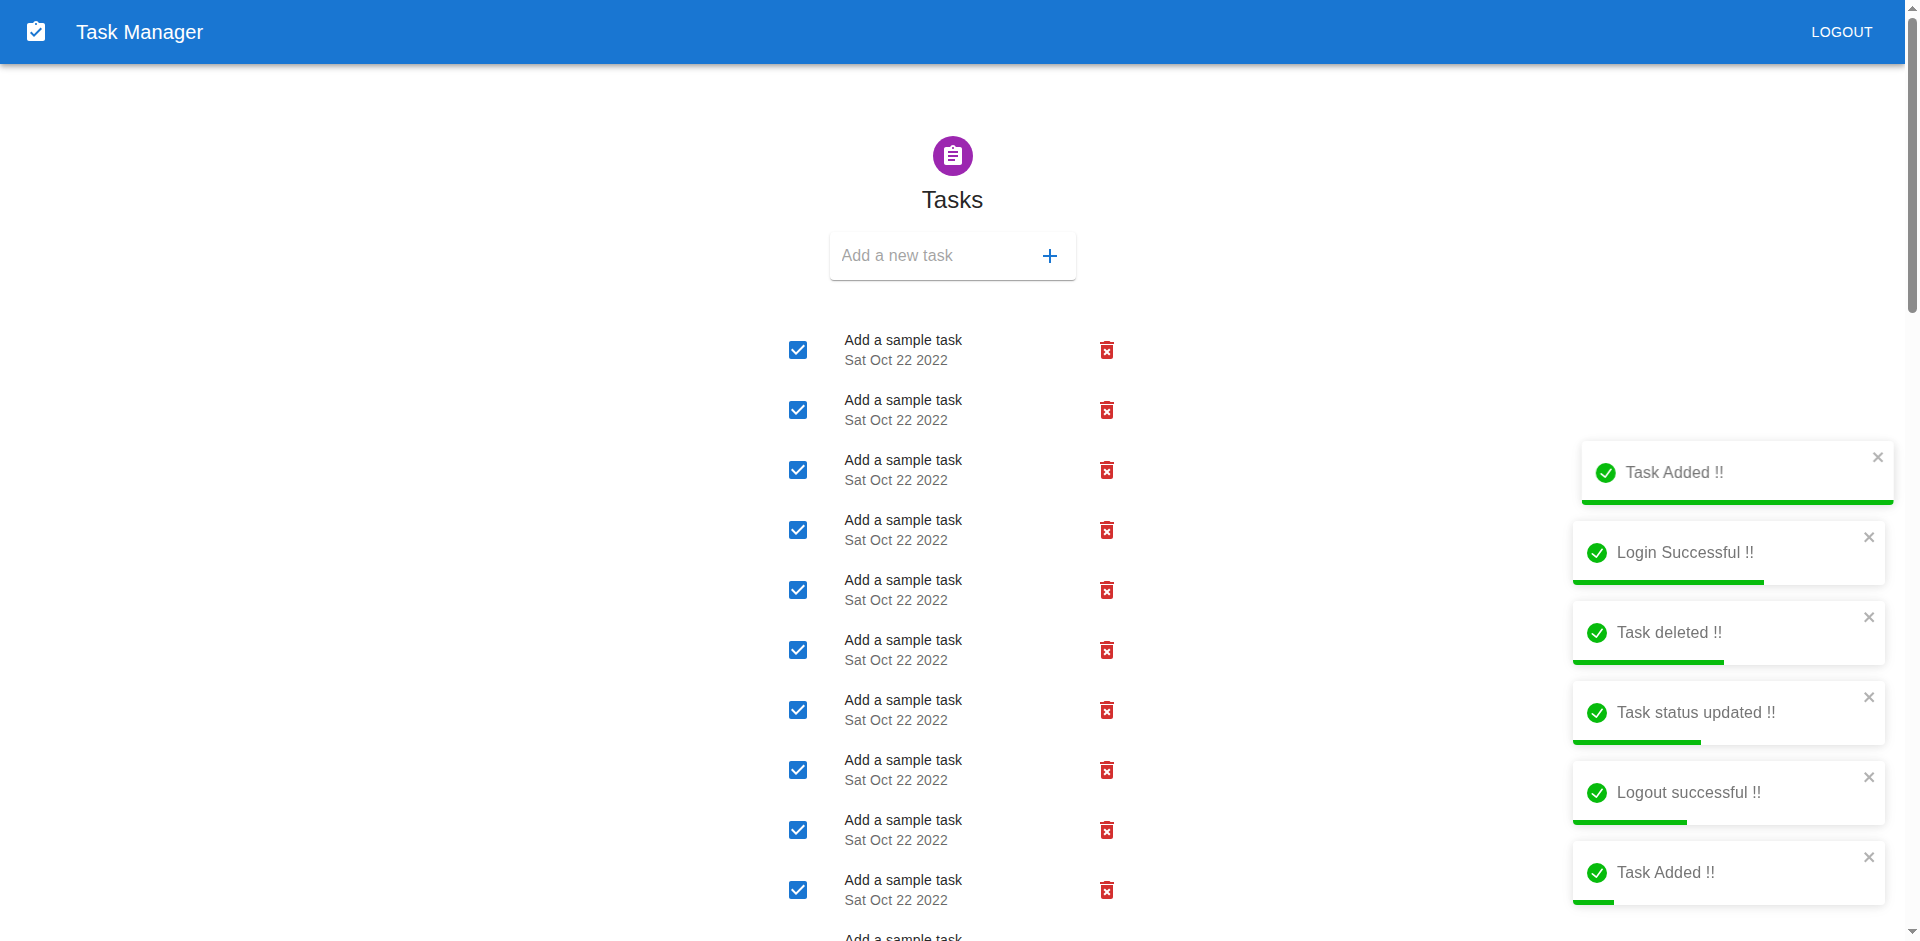 Task Manager
LOGOUT
Tasks
Add a new task
Add a sample task
Sat Oct 22 2022
Add a sample task
Sat Oct 22 2022
Add a sample task
Sat Oct 22 2022
Add a sample task
Sat Oct 22 2022
Add a sample task
Sat Oct 22 2022
Add a sample task
Sat Oct 22 2022
Add a sample task
Sat Oct 22 2022
Add a sample task
Sat Oct 22 2022
Add a sample task
Sat Oct 22 2022
Add a sample task
Sat Oct 22 2022
Add a sample task
Task Added !!
Login Successful !!
Task deleted !!
Task status updated !!
Logout successful !!
Task Added !!